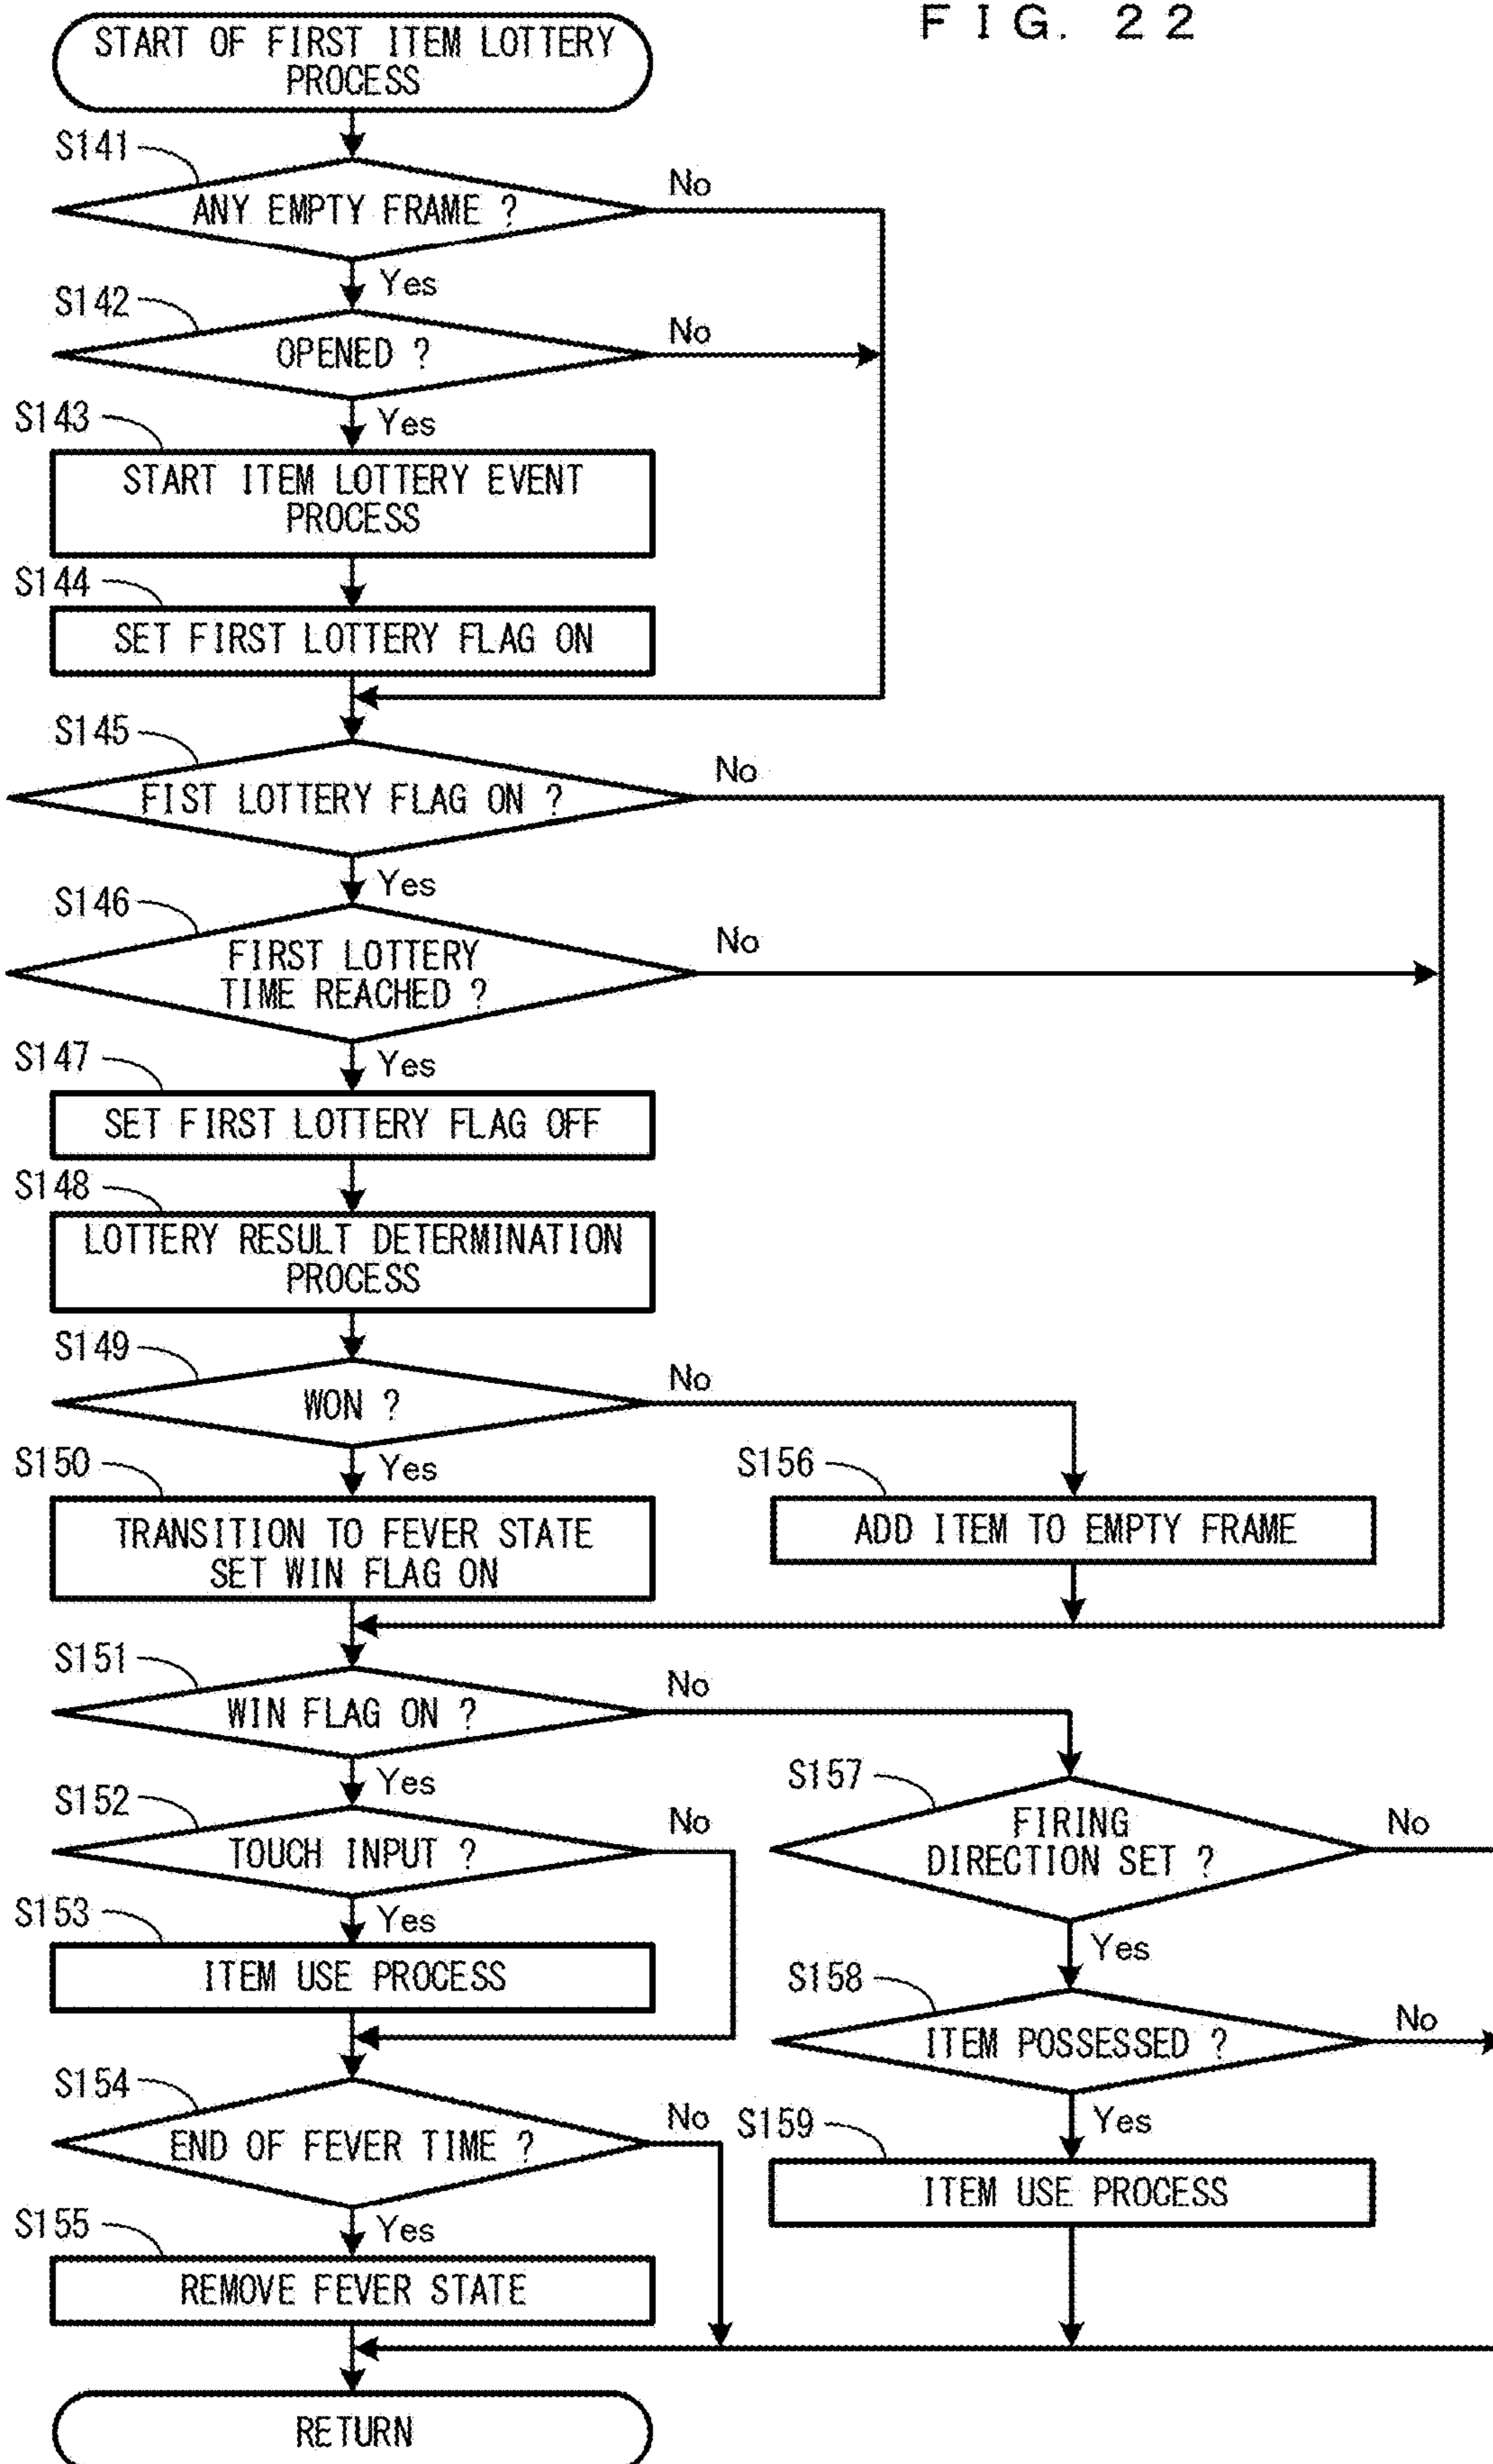 FIG. 22
START OF FIRST ITEM LOTTERY
PROCESS
S141
ANY EMPTY FRAME ?
No
Yes
S142
OPENED ?
No
Yes
S143
START ITEM LOTTERY EVENT
PROCESS
S144
SET FIRST LOTTERY FLAG ON
S145
FIST LOTTERY FLAG ON ?
No
Yes
S146
FIRST LOTTERY
TIME REACHED ?
No
Yes
S147
SET FIRST LOTTERY FLAG OFF
S148
LOTTERY RESULT DETERMINATION
PROCESS
S149
WON ?
No
Yes
S150
TRANSITION TO FEVER STATE
SET WIN FLAG ON
S156
ADD ITEM TO EMPTY FRAME
S151
WIN FLAG ON ?
No
Yes
S152
TOUCH INPUT ?
No
Yes
S153
ITEM USE PROCESS
S154
END OF FEVER TIME ?
No
Yes
S155
REMOVE FEVER STATE
S157
FIRING
DIRECTION SET ?
No
Yes
S158
ITEM POSSESSED ?
No
Yes
S159
ITEM USE PROCESS
RETURN